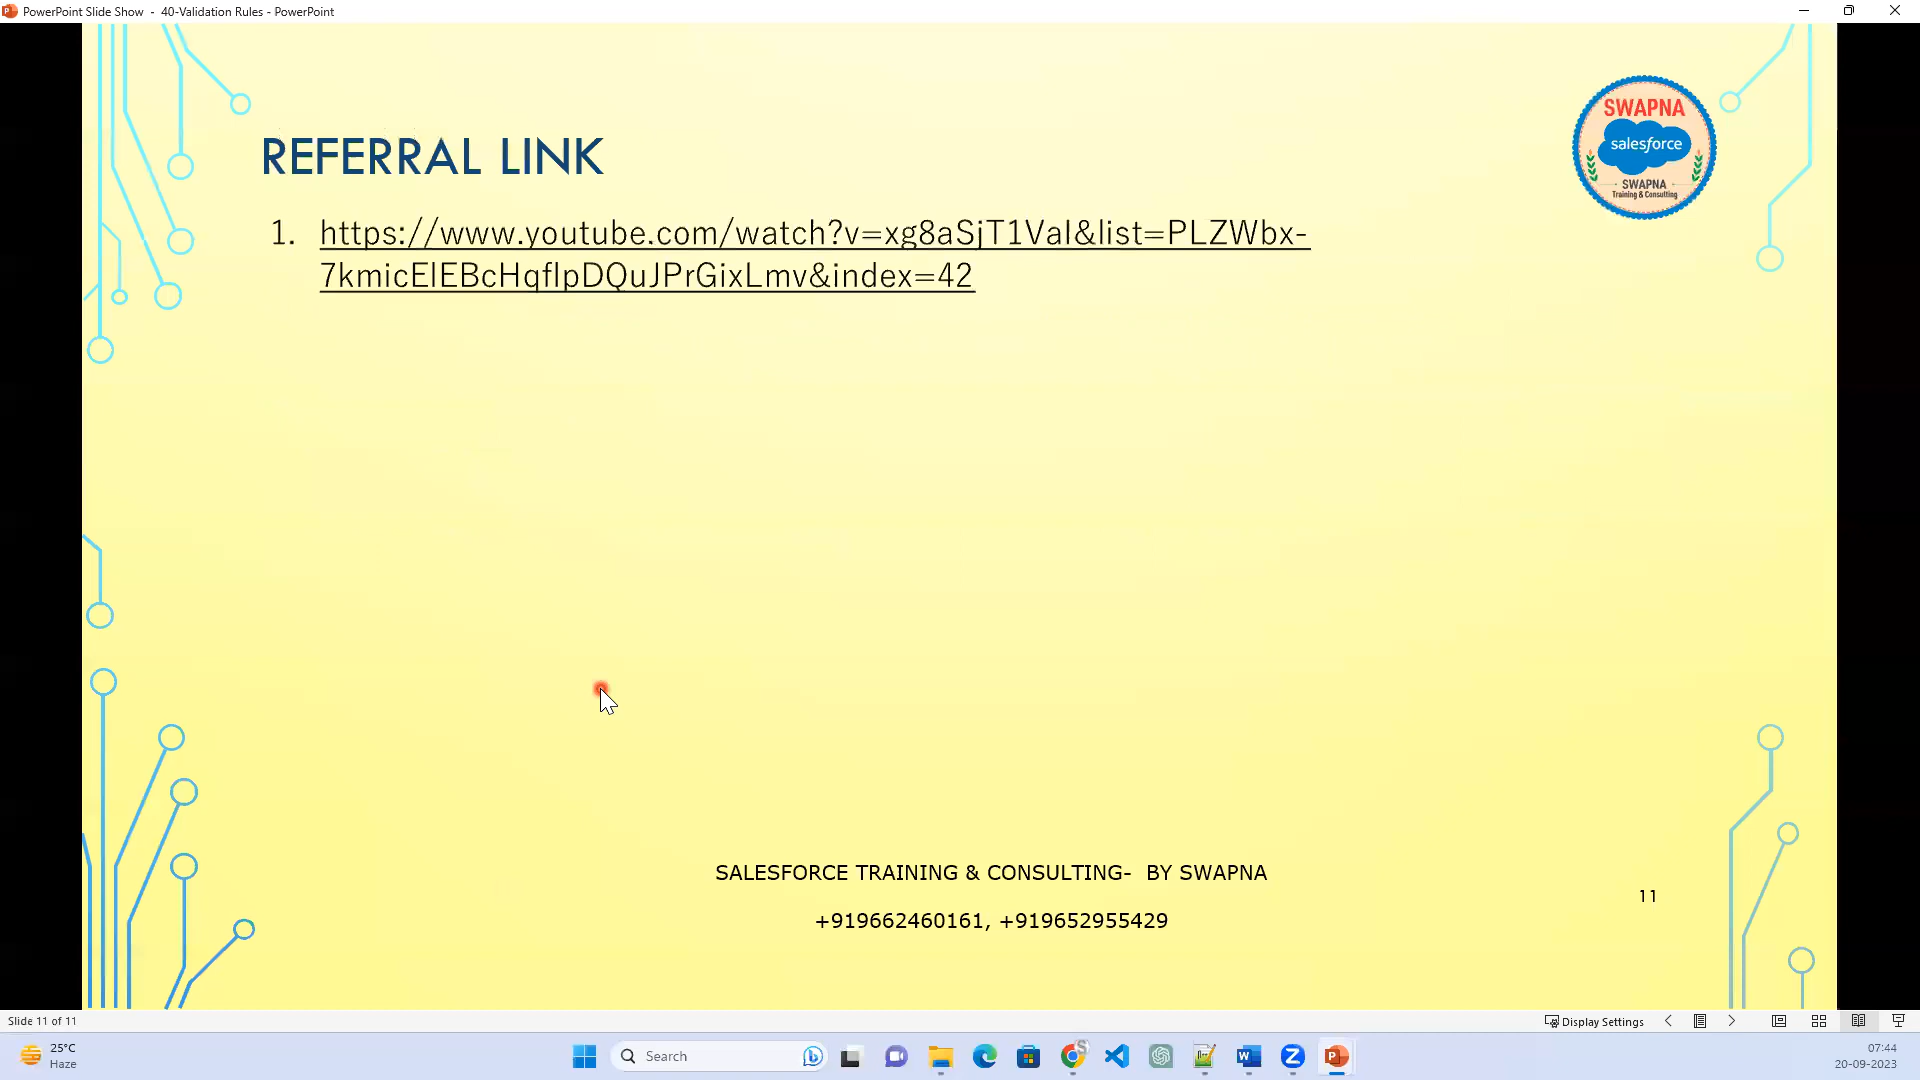 PowerPoint Slide Show - 40-Validation Rules - PowerPoint
SWAPNA
salesforce
SWAPNA
Training & Consulting
REFERRAL LINK
1. https://www.youtube.com/watch?v=xg8aSjT1VaI&list=PLZWbx-
7kmicElEBcHqflpDQuJPrGixLmv&index=42
SALESFORCE TRAINING & CONSULTING- BY SWAPNA
11
+919662460161, +919652955429
Slide 11 of 11
Display Settings
25°C
Haze
Search
07:44
20-09-2023